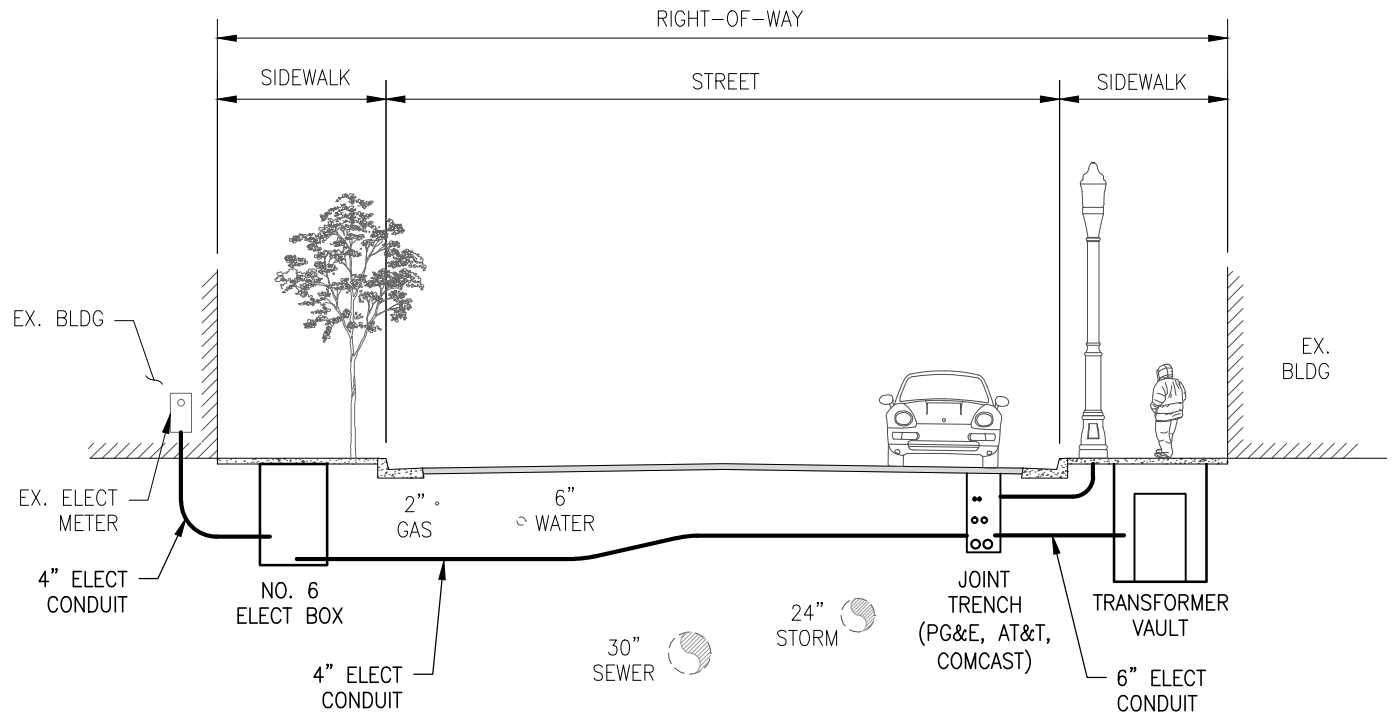 RIGHT-OF-WAY
SIDEWALK
STREET
SIDEWALK
EX. BLDG
EX.
BLDG
EX. ELECT
METER
2”
GAS
6”
WATER
4” ELECT
CONDUIT
NO. 6
ELECT BOX
4” ELECT
CONDUIT
30”
SEWER
24”
STORM
JOINT
TRENCH
(PG&E, AT&T,
COMCAST)
TRANSFORMER
VAULT
6” ELECT
CONDUIT